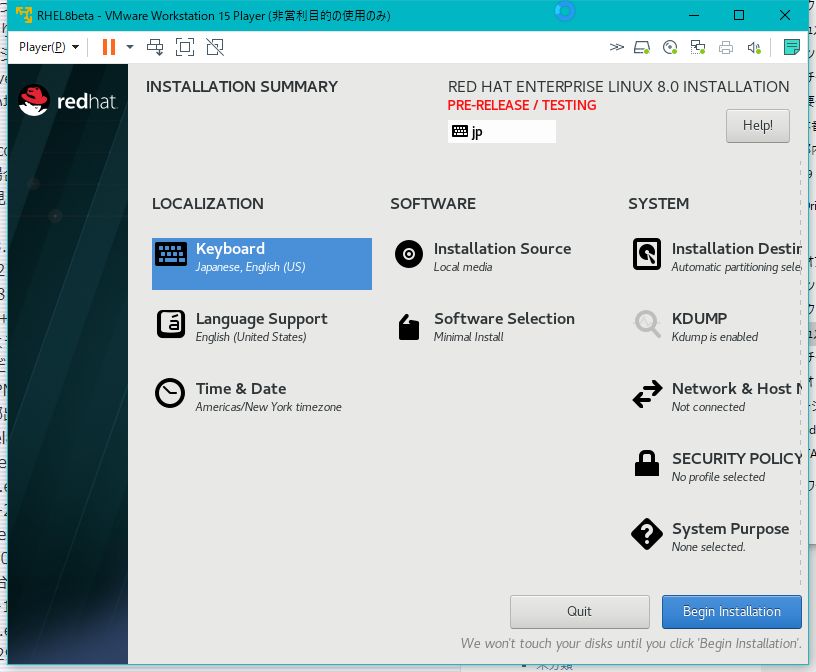 RHEL8beta - VMware Workstation 15 Player (非営利目的の使用のみ)
Player(P)
redhat.
INSTALLATION SUMMARY
RED HAT ENTERPRISE LINUX 8.0 INSTALLATION
PRE-RELEASE / TESTING
jp
Help!
LOCALIZATION
Keyboard
Japanese, English (US)
Language Support
English (United States)
Time & Date
Americas/New York timezone
SOFTWARE
Installation Source
Local media
Software Selection
Minimal Install
SYSTEM
Installation Destin
Automatic partitioning sele
KDUMP
Kdump is enabled
Network & Host N
Not connected
SECURITY POLICY
No profile selected
System Purpose
None selected.
Quit
Begin Installation
We won't touch your disks until you click 'Begin Installation'.